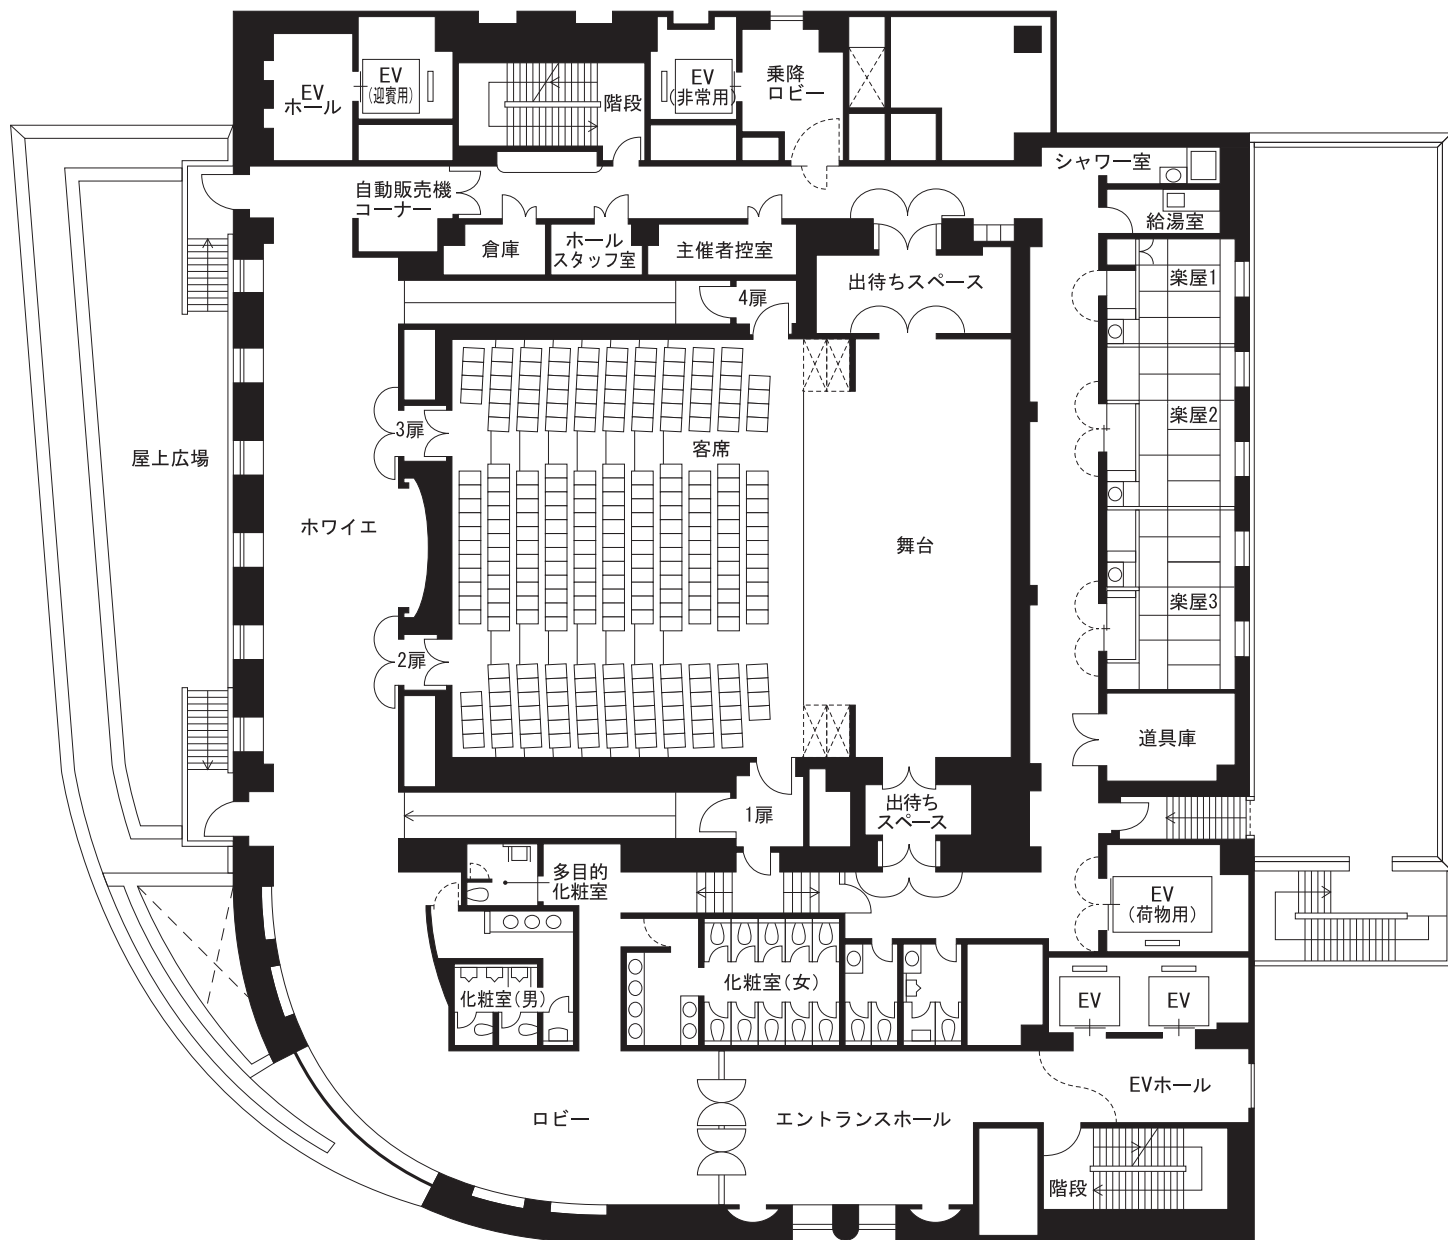 EV
ホール
EV
(迎賓用)
階段
EV
(非常用)
乗降
ロビー
シャワー室
自動販売機
コーナー
給湯室
倉庫
ホール
スタッフ室
主催者控室
出待ちスペース
4扉
楽屋1
3扉
客席
楽屋2
屋上広場
ホワイエ
舞台
楽屋3
2扉
道具庫
1扉
出待ち
スペース
多目的
化粧室
EV
(荷物用)
化粧室(男)
化粧室(女)
EV
EV
EVホール
ロビー
エントランスホール
階段